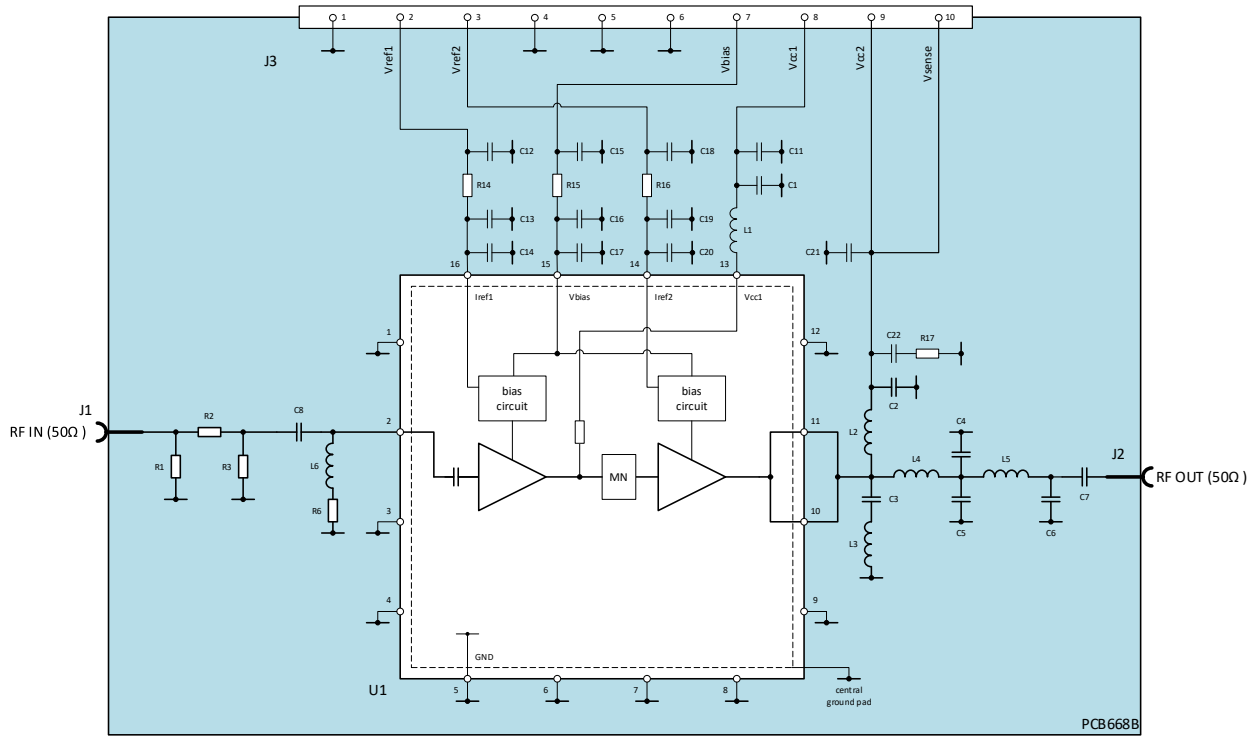 1 2 3 4 5 6 7 8 9 10
J3
Vref1
Vref2
Vbias
Vcc1
Vcc2
Vsense
C12 C15 C18 C11
R14 R15 R16 C1
C13 C16 C19 L1
C14 C17 C20 C21
16 15 14 13
Iref1 Vbias Iref2 Vcc1
1 12
C22 R17
bias
circuit
bias
circuit
C2
J1
RF IN (50Ω )
R2 C8 2 11 L2 C4
R1 R3 L6 MN L4 L5 J2
RF OUT (50Ω )
C3 C7
R6 3 10 C5 C6
L3
4 9
GND
U1
5 6 7 8
central
ground pad
PCB668B